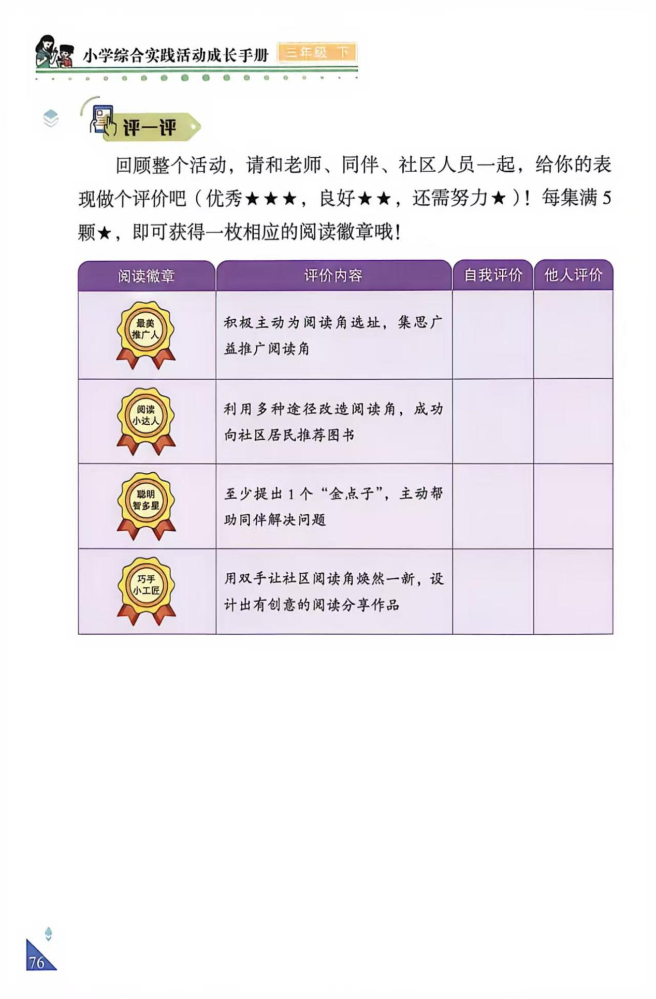 小学综合实践活动成长手册 三年级 下
评一评
回顾整个活动，请和老师、同伴、社区人员一起，给你的表
现做个评价吧（优秀★★★，良好★★，还需努力★）！每集满5
颗★，即可获得一枚相应的阅读徽章哦！
阅读徽章 评价内容 自我评价 他人评价
最美
推广人
积极主动为阅读角选址，集思广
益推广阅读角
阅读
小达人
利用多种途径改造阅读角，成功
向社区居民推荐图书
聪明
智多星
至少提出1个“金点子”，主动帮
助同伴解决问题
巧手
小工匠
用双手让社区阅读角焕然一新，设
计出有创意的阅读分享作品
76